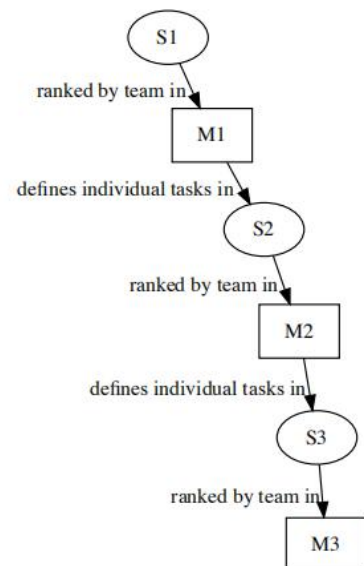 S1
ranked by team in
M1
defines individual tasks in
S2
ranked by team in
M2
defines individual tasks in
S3
ranked by team in
M3